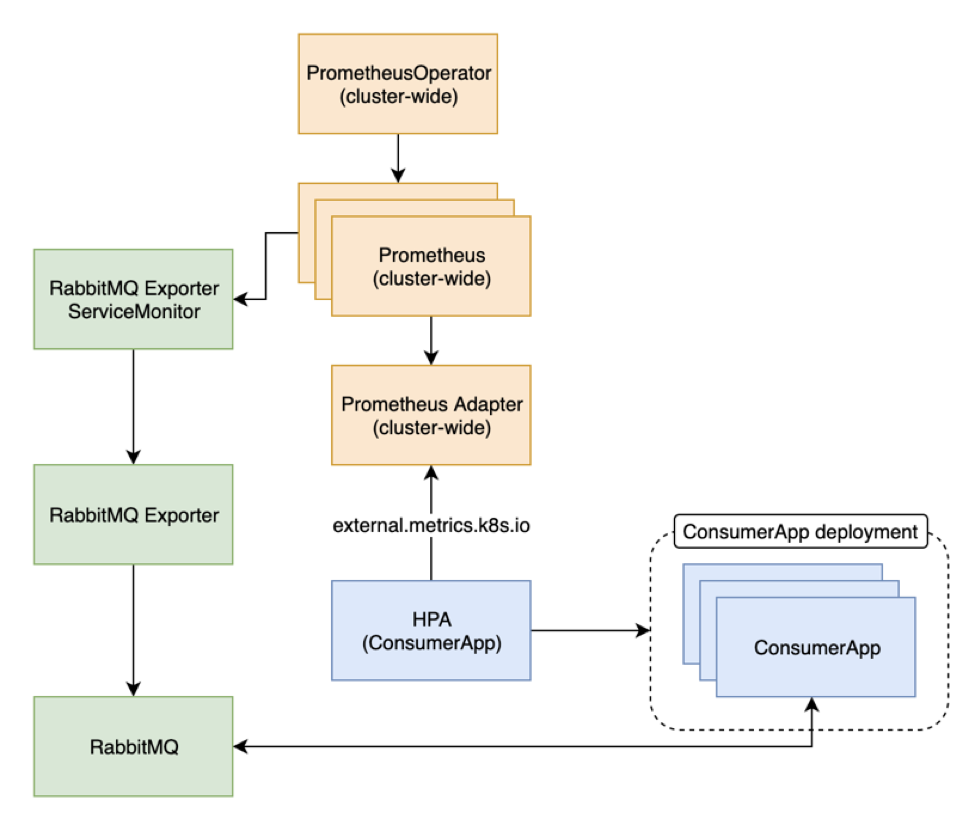 PrometheusOperator
(cluster-wide)
Prometheus
(cluster-wide)
RabbitMQ Exporter
ServiceMonitor
Prometheus Adapter
(cluster-wide)
RabbitMQ Exporter
external.metrics.k8s.io
ConsumerApp deployment
HPA
(ConsumerApp)
ConsumerApp
RabbitMQ